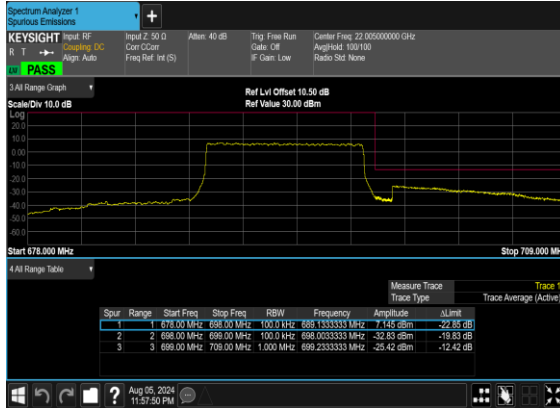 Spectrum Analyzer 1
Spurious Emissions
KEYSIGHT
Input: RF
R T
Coupling: DC
Align: Auto
Input Z: 50 Ω
Corr CCorr
Freq Ref: Int (S)
Atten: 40 dB
Trig: Free Run
Gate: Off
IF Gain: Low
Center Freq: 22.005000000 GHz
Avg|Hold: 100/100
Radio Std: None
PASS
3 All Range Graph
Scale/Div 10.0 dB
Ref Lvl Offset 10.50 dB
Ref Value 30.00 dBm
Log
20.0
10.0
0.00
-10.0
-20.0
-30.0
-40.0
-50.0
-60.0
Start 678.000 MHz
Stop 709.000 MH
4 All Range Table
Measure Trace Trace 1
Trace Type Trace Average (Active)
Spur Range Start Freq Stop Freq RBW Frequency Amplitude ΔLimit
1 1 678.00 MHz 698.00 MHz 100.0 kHz 689.1333333 MHz 7.145 dBm -22.85 dB
2 2 698.00 MHz 699.00 MHz 100.0 kHz 698.0033333 MHz -32.83 dBm -19.83 dB
3 3 699.00 MHz 709.00 MHz 1.000 MHz 699.2333333 MHz -25.42 dBm -12.42 dB
?
Aug 05, 2024
11:57:50 PM